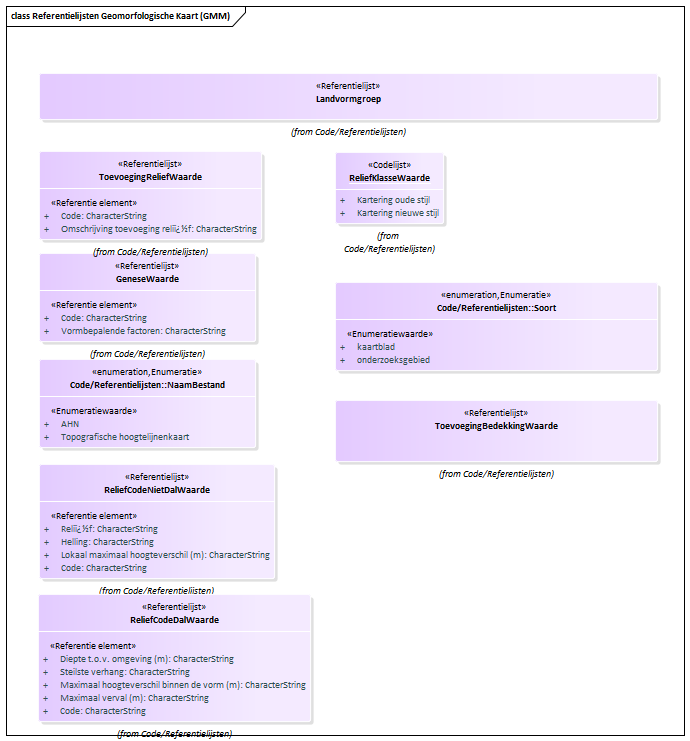 class Referentielijsten Geomorfologische Kaart (GMM)
«Referentielijst»
Landvormgroep
(from Code/Referentielijsten)
«Referentielijst»
ToevoegingReliefWaarde
«Referentie element»
+ Code: CharacterString
+ Omschrijving toevoeging reliï¿½f: CharacterString
(from Code/Referentielijsten)
«Codelijst»
ReliefKlasseWaarde
+ Kartering oude stijl
+ Kartering nieuwe stijl
(from
Code/Referentielijsten)
«Referentielijst»
GeneseWaarde
«Referentie element»
+ Code: CharacterString
+ Vormbepalende factoren: CharacterString
(from Code/Referentielijsten)
«enumeration,Enumeratie»
Code/Referentielijsten::Soort
«Enumeratiewaarde»
+ kaartblad
+ onderzoeksgebied
«enumeration,Enumeratie»
Code/Referentielijsten::NaamBestand
«Enumeratiewaarde»
+ AHN
+ Topografische hoogtelijnenkaart
«Referentielijst»
ToevoegingBedekkingWaarde
(from Code/Referentielijsten)
«Referentielijst»
ReliefCodeNietDalWaarde
«Referentie element»
+ Reliï¿½f: CharacterString
+ Helling: CharacterString
+ Lokaal maximaal hoogteverschil (m): CharacterString
+ Code: CharacterString
(from Code/Referentielijsten)
«Referentielijst»
ReliefCodeDalWaarde
«Referentie element»
+ Diepte t.o.v. omgeving (m): CharacterString
+ Steilste verhang: CharacterString
+ Maximaal hoogteverschil binnen de vorm (m): CharacterString
+ Maximaal verval (m): CharacterString
+ Code: CharacterString
(from Code/Referentielijsten)